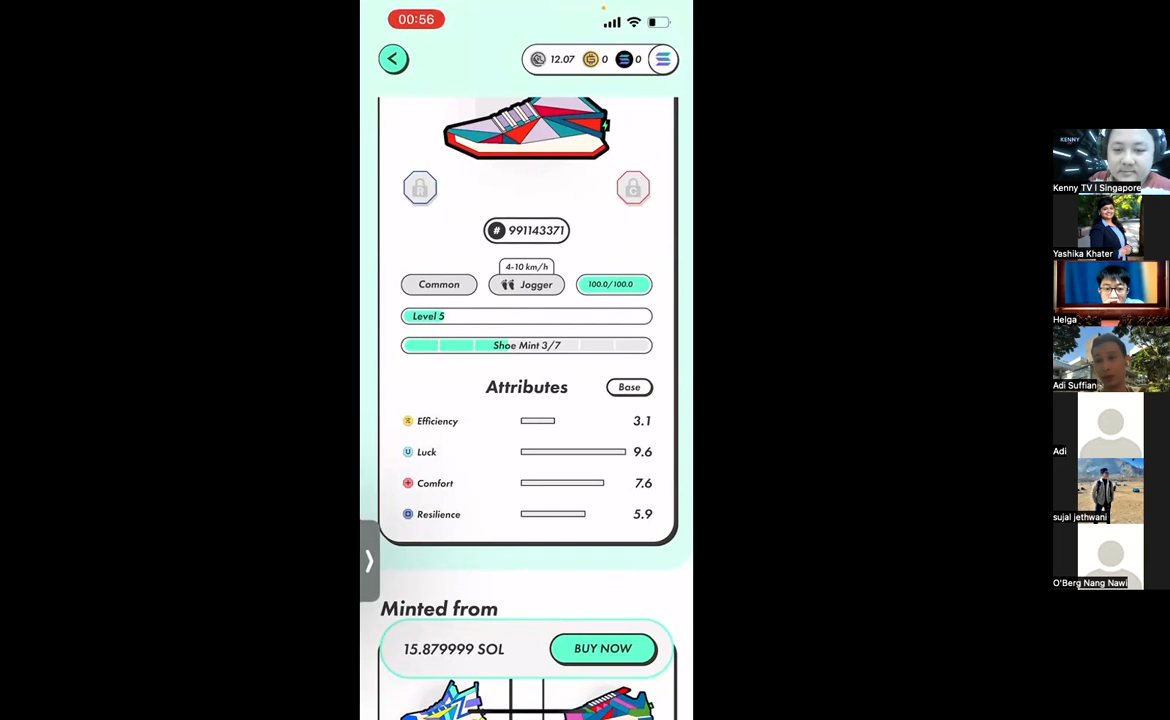 00:56
12.07 0 0
R C
# 991143371
4-10 km/h
Common Jogger 100.0/100.0
Level 5
Shoe Mint 3/7
Attributes Base
Efficiency 3.1
Luck 9.6
Comfort 7.6
Resilience 5.9
Minted from
15.879999 SOL BUY NOW
KENNY
Kenny TV I Singapore
Yashika Khater
Helga
Adi Suffian
Adi
sujal jethwani
O'Berg Nang Nawi